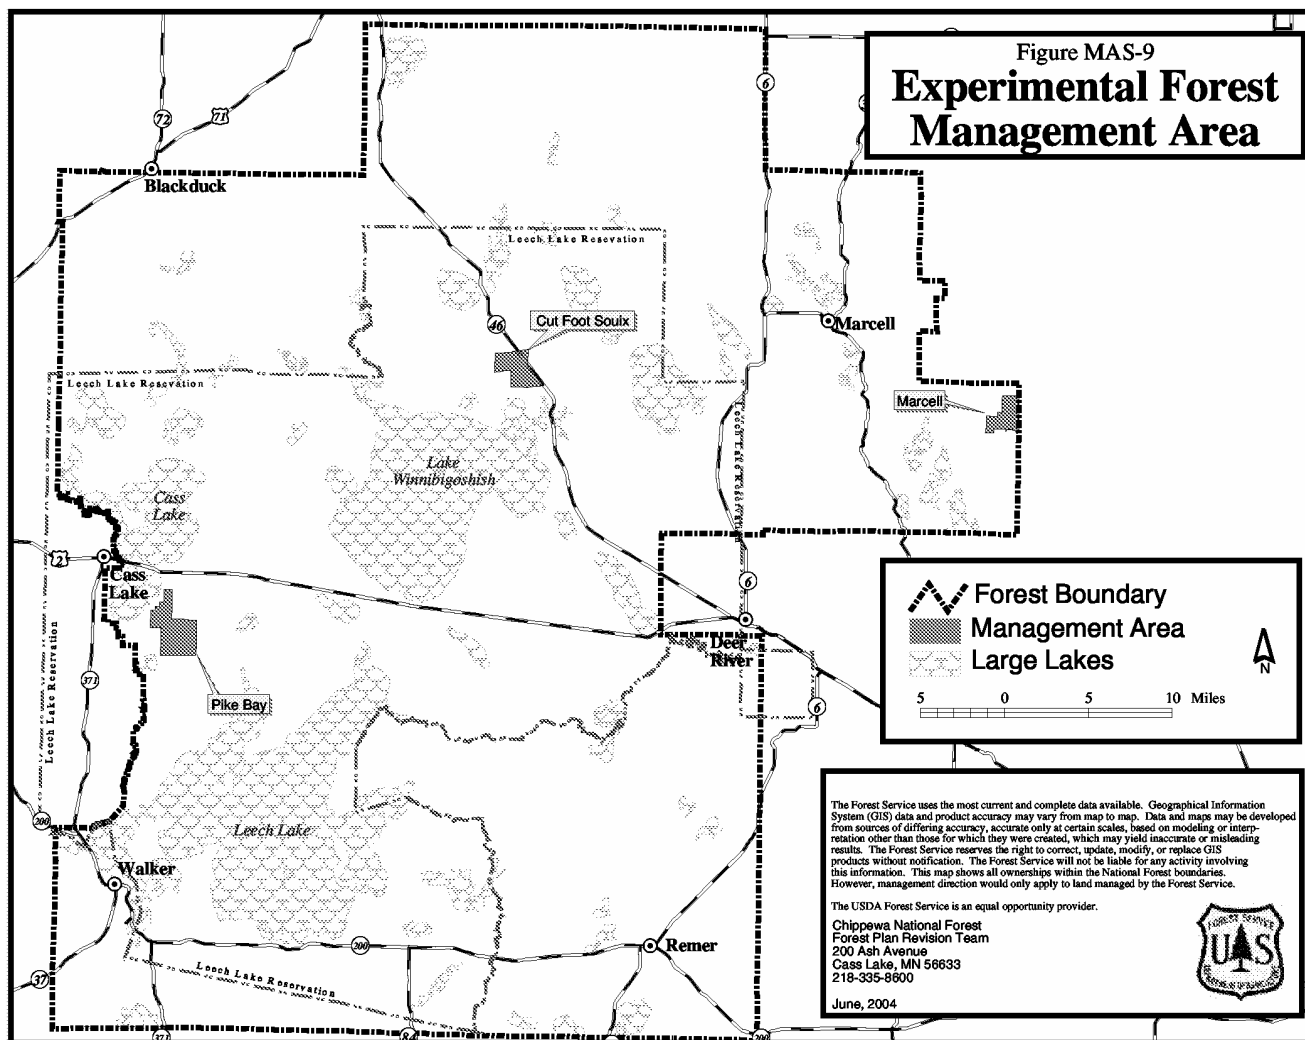 Figure MAS-9
Experimental Forest
Management Area
6
72
71
Blackduck
Leech Lake Resevation
46
Cut Foot Souix
Marcell
Leech Lake Resevation
Marcell
Leech Lake Resevation
Lake
Winnibigoshish
Cass
Lake
2
Cass
Lake
6
Deer
River
Leech Lake Reservation
371
Pike Bay
6
Forest Boundary
Management Area
Large Lakes
N
5 0 5 10 Miles
200
Leech Lake
Walker
200
Remer
37
Leech Lake Reservation
371
84
200
The Forest Service uses the most current and complete data available. Geographical Information
System (GIS) data and product accuracy may vary from map to map. Data and maps may be developed
from sources of differing accuracy, accurate only at certain scales, based on modeling or interp-
retation other than those for which they were created, which may yield inaccurate or misleading
results. The Forest Service reserves the right to correct, update, modify, or replace GIS
products without notification. The Forest Service will not be liable for any activity involving
this information. This map shows all ownerships within the National Forest boundaries.
However, management direction would only apply to land managed by the Forest Service.
The USDA Forest Service is an equal opportunity provider.
Chippewa National Forest
Forest Plan Revision Team
200 Ash Avenue
Cass Lake, MN 56633
218-335-8600
June, 2004
FOREST SERVICE
U S